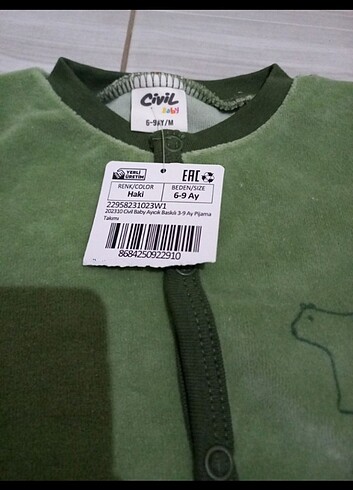 Civil
Baby
6-9AY/M
YERLİ
ÜRETİM
EAC
RENK/COLOR
Haki
BEDEN/SIZE
6-9 Ay
22958231023W1
202310 Civil Baby Ayıcık Baskılı 3-9 Ay Pijama
Takımı
8684250922910